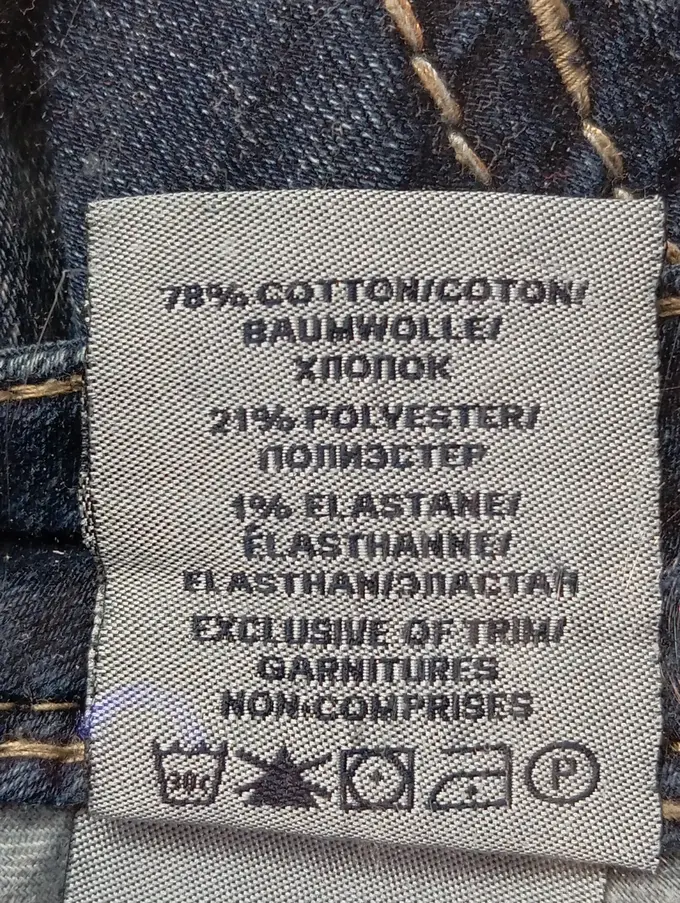 78% COTTON/COTON/
BAUMWOLLE/
ХЛОПОК
21% POLYESTER/
ПОЛИЭСТЕР
1% ELASTANE/
ÉLASTHANNE/
ELASTHAN/ЭЛАСТАН
EXCLUSIVE OF TRIM/
GARNITURES
NON-COMPRISES
30c P